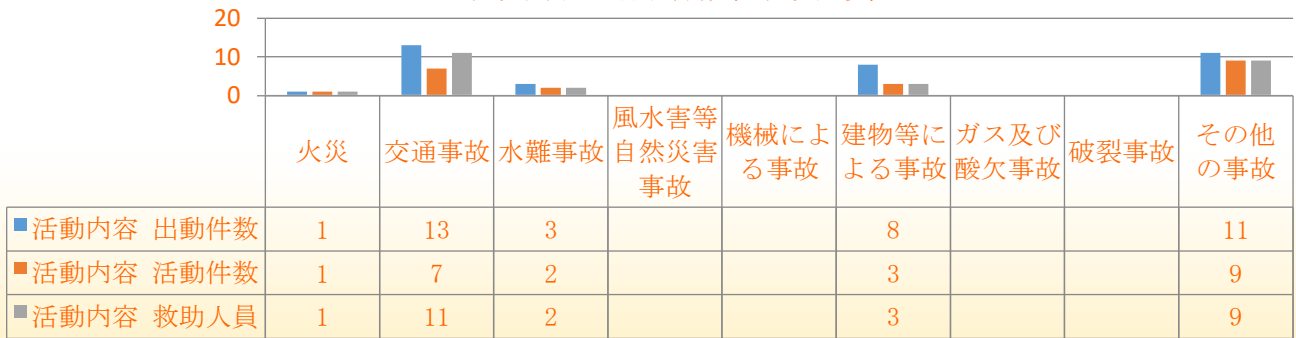 20
10
0
火災
交通事故
水難事故
風水害等
自然災害
事故
機械によ
る事故
建物等に
よる事故
ガス及び
酸欠事故
破裂事故
その他
の事故
活動内容 出動件数 1 13 3 8 11
活動内容 活動件数 1 7 2 3 9
活動内容 救助人員 1 11 2 3 9